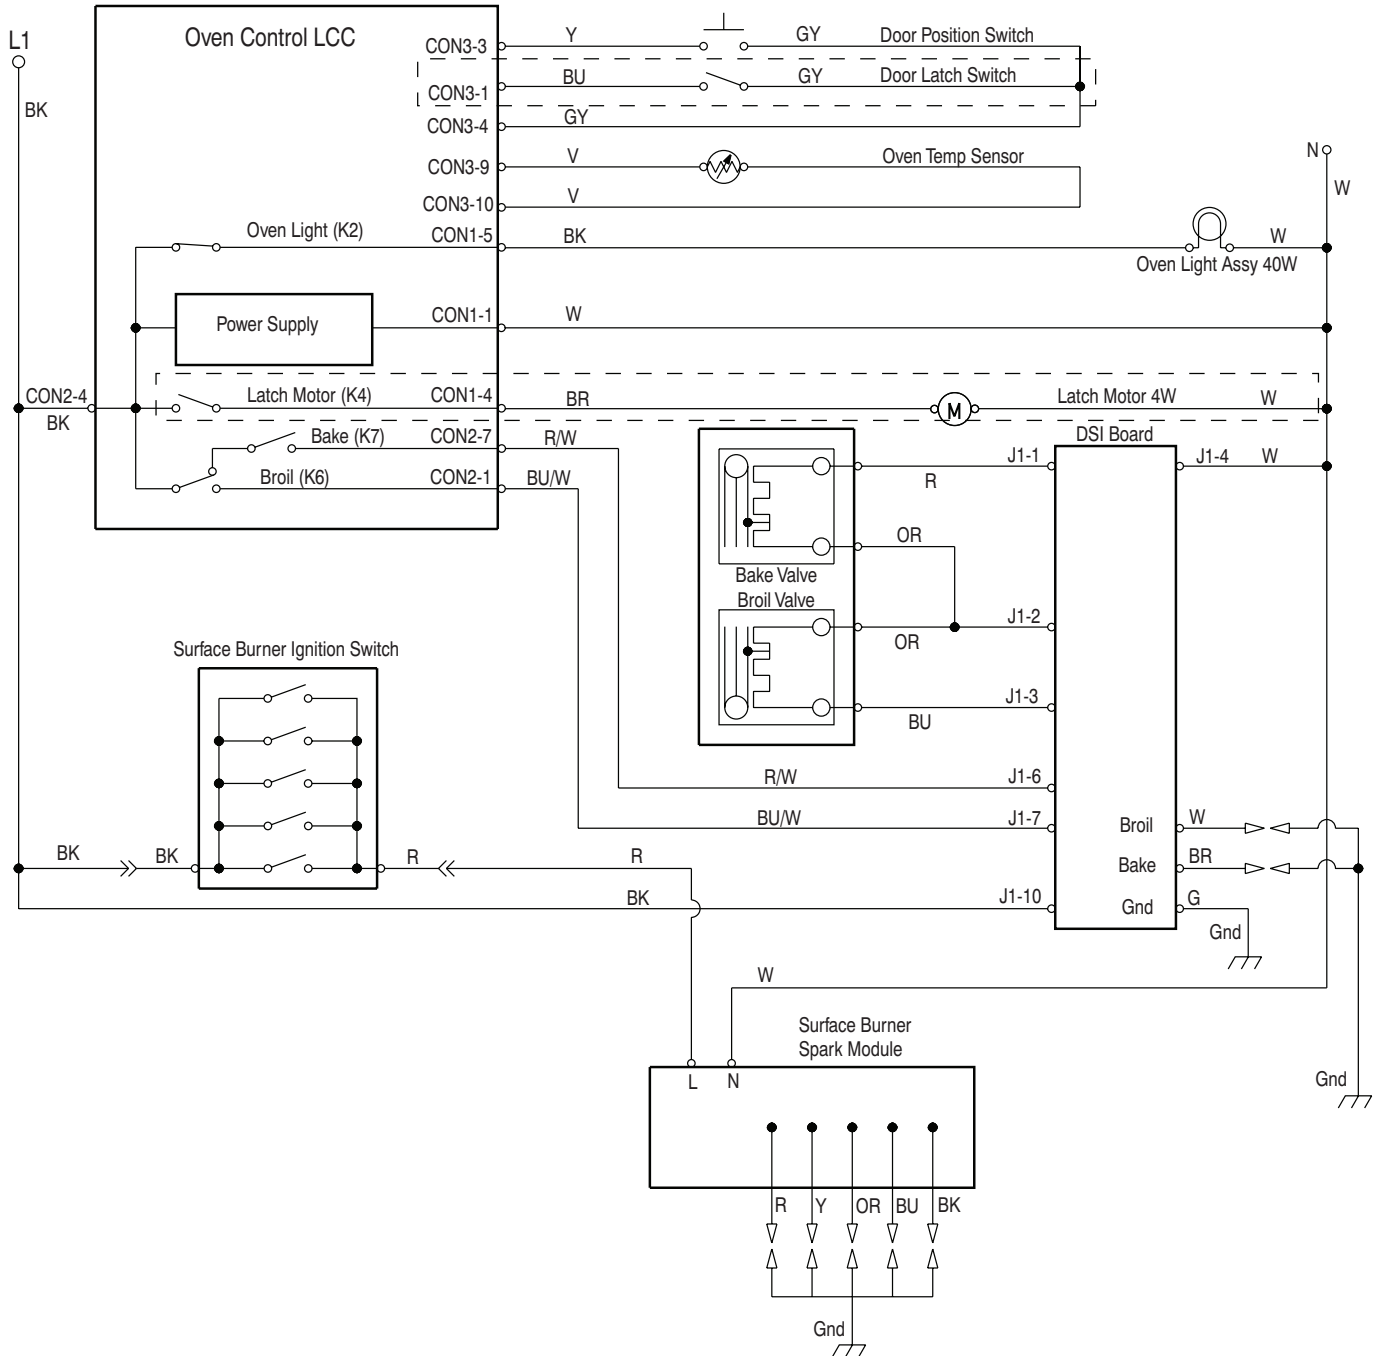 L1
Oven Control LCC
CON3-3
Y
GY
Door Position Switch
BK
CON3-1
BU
GY
Door Latch Switch
CON3-4
GY
CON3-9
V
Oven Temp Sensor
N
W
CON3-10
V
Oven Light (K2)
CON1-5
BK
W
Oven Light Assy 40W
Power Supply
CON1-1
W
CON2-4
BK
Latch Motor (K4)
CON1-4
BR
M
Latch Motor 4W
W
Bake (K7)
CON2-7
R/W
DSI Board
Broil (K6)
CON2-1
BU/W
J1-1
R
J1-4
W
OR
Bake Valve
Broil Valve
J1-2
OR
Surface Burner Ignition Switch
J1-3
BU
R/W
J1-6
BU/W
J1-7
Broil
W
BK
BK
R
R
Bake
BR
BK
J1-10
Gnd
G
Gnd
W
Surface Burner
Spark Module
L
N
Gnd
R
Y
OR
BU
BK
Gnd